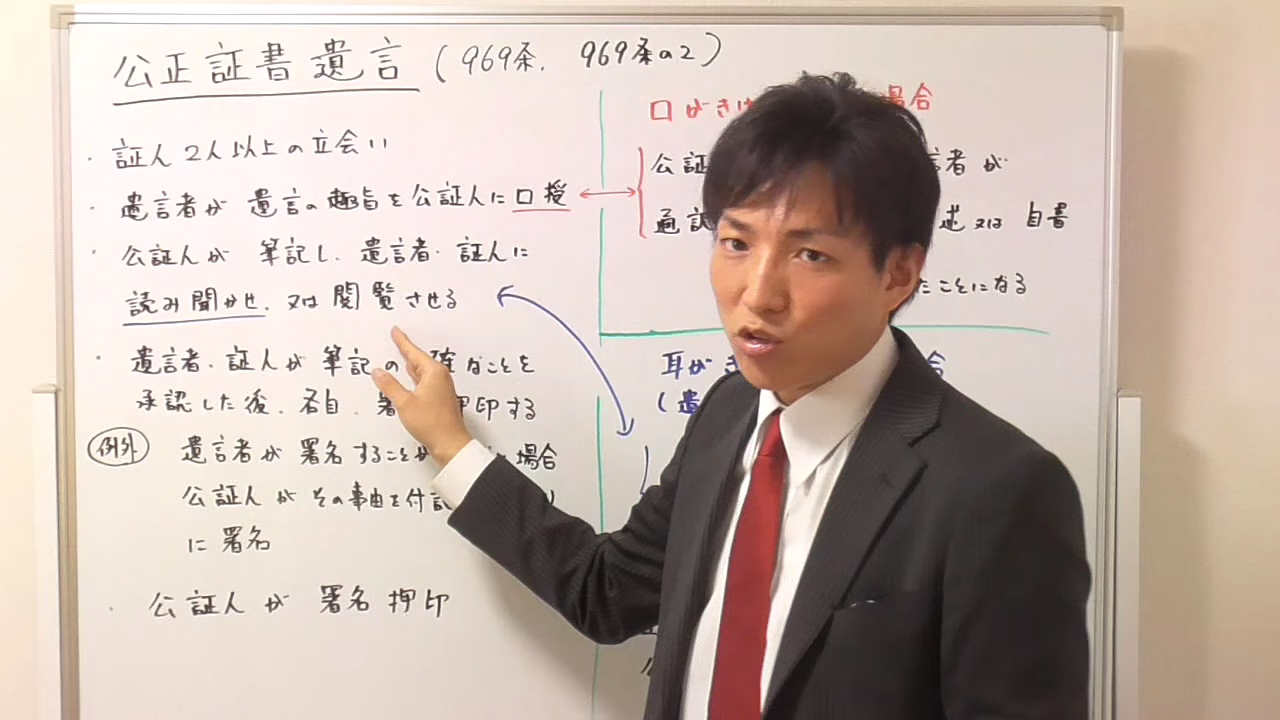 公正証書遺言 (969条、969条の2)
・証人2人以上の立会い
・遺言者が 遺言の趣旨を公証人に口授
・公証人が 筆記し、遺言者・証人に
読み聞かせ、又は閲覧させる
・遺言者・証人が 筆記の 確なことを
承認した後、各自、署 押印する
例外 遺言者が 署名することが 場合
公証人が その事由を付記
に 署名
・公証人が 署名押印
口がき 場合
公証 言者が
通訳 述 又は 自書
たことになる
耳がき 合
(遺